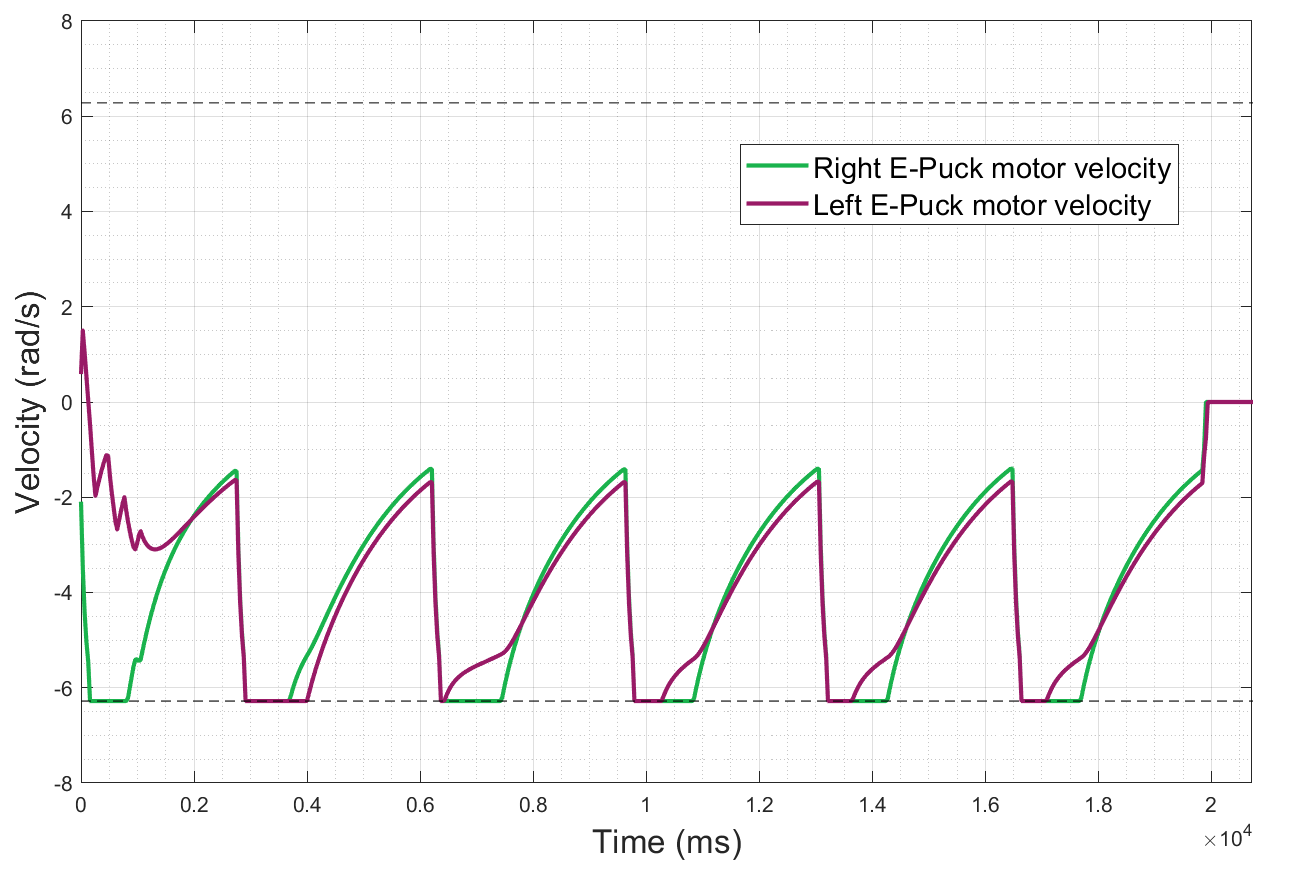 8
6
4
2
0
-2
-4
-6
-8
Velocity (rad/s)
Right E-Puck motor velocity
Left E-Puck motor velocity
0 0.2 0.4 0.6 0.8 1 1.2 1.4 1.6 1.8 2
×10⁴
Time (ms)